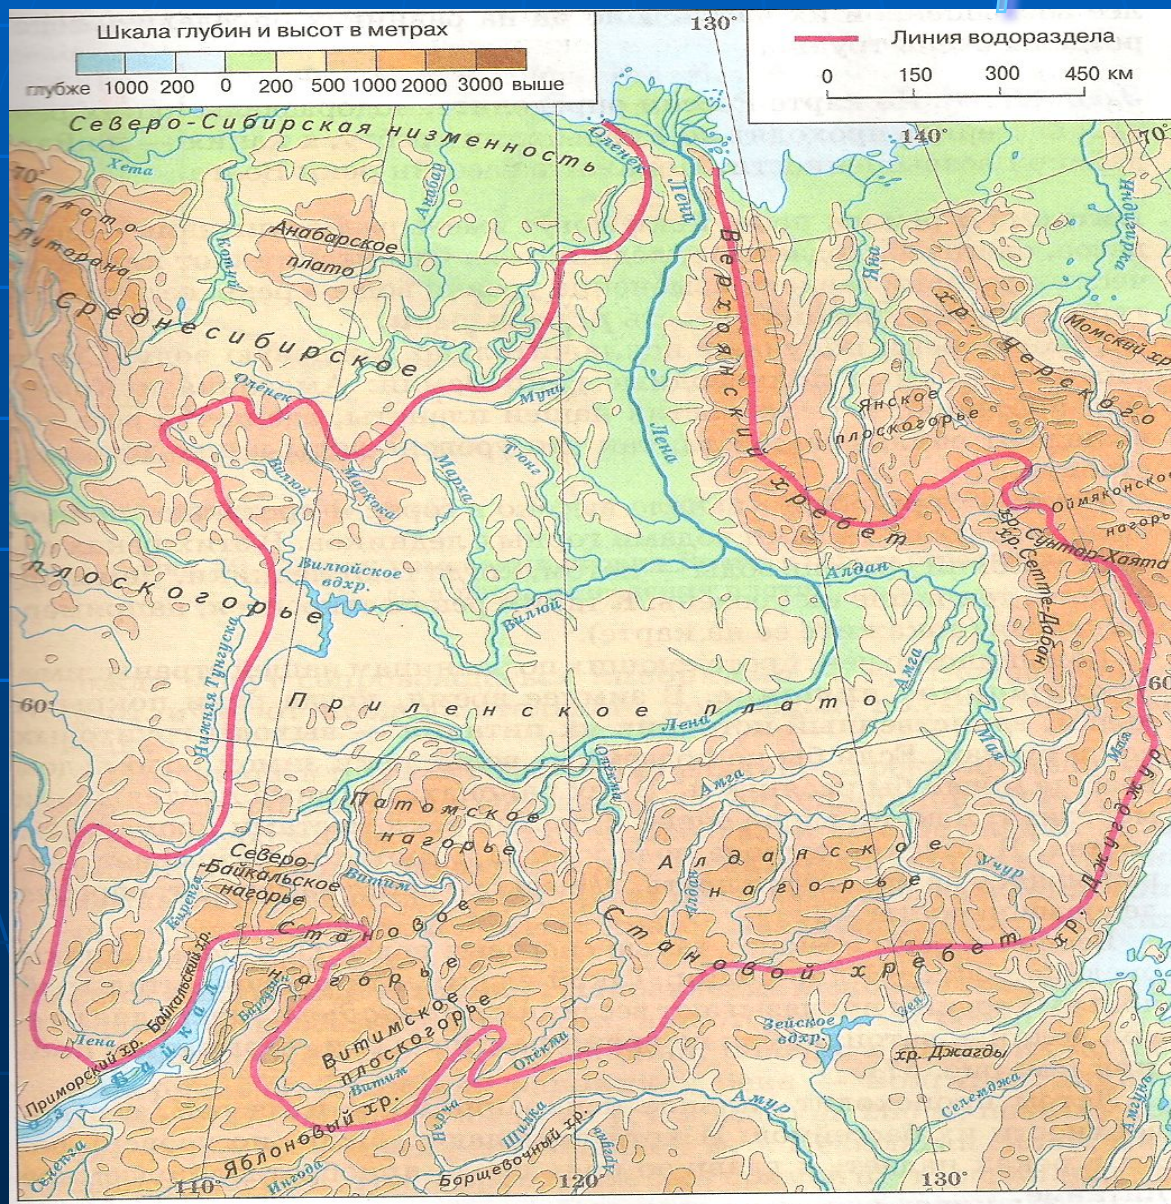 Шкала глубин и высот в метрах
глубже 1000 200 0 200 500 1000 2000 3000 выше
130°
Линия водораздела
0 150 300 450 км
140°
70°
Северо-Сибирская низменность
Хета
70°
плато
Путорана
Котуй
Анабар
Анабарское
плато
Оленёк
Лена
Индигирка
Яна
Верхоянский хребет
хр. Черского
Момский хр.
Среднесибирское
плоскогорье
Оленёк
Муна
Янское
плоскогорье
Лена
Тюнг
Марха
Вилюй
Мархока
Оймяконское
нагорье
хр. Сунтар-Хаята
хр. Сетте-Дабан
Вилюйское
вдхр.
Вилюй
Алдан
Амга
Нижняя Тунгуска
60°
60
Приленское плато
Лена
Олёкма
Амга
Мая
Мая
Патомское
нагорье
Северо-
-Байкальское
нагорье
Витим
Киренга
Алданское
нагорье
Алдан
Учур
хр. Джугджур
Становое
нагорье
Становой хребет
Байкальский хр.
Приморский хр.
Лена
оз. Байкал
Баргузин
Витимское
плоскогорье
Витим
Олёкма
Зейское
вдхр.
Зея
хр. Джагды
Селемджа
Амгунь
Яблоновый хр.
Нерча
Шилка
Борщевочный хр.
Амур
Аргунь
Селенга
Ингода
110°
120°
130°